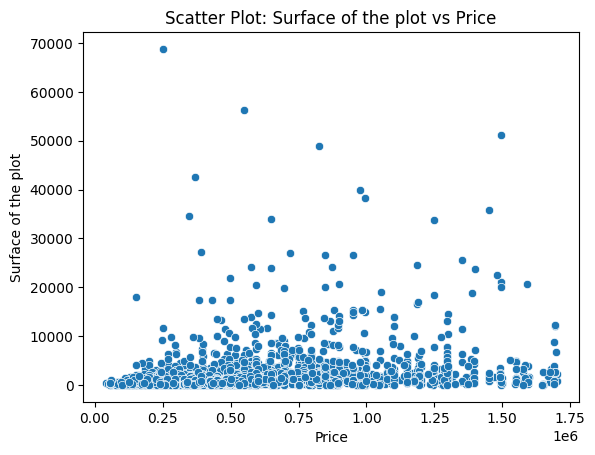 Scatter Plot: Surface of the plot vs Price
Surface of the plot
70000
60000
50000
40000
30000
20000
10000
0
0.00 0.25 0.50 0.75 1.00 1.25 1.50 1.75
1e6
Price